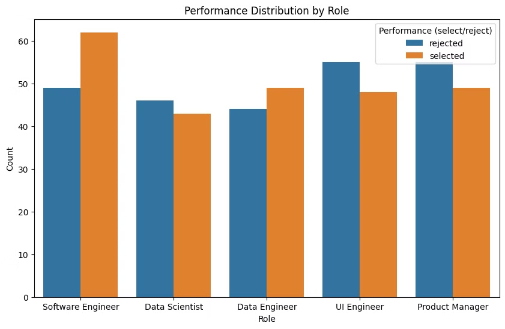 Performance Distribution by Role
Performance (select/reject)
rejected
selected
Count
60
50
40
30
20
10
0
Software Engineer Data Scientist Data Engineer UI Engineer Product Manager
Role